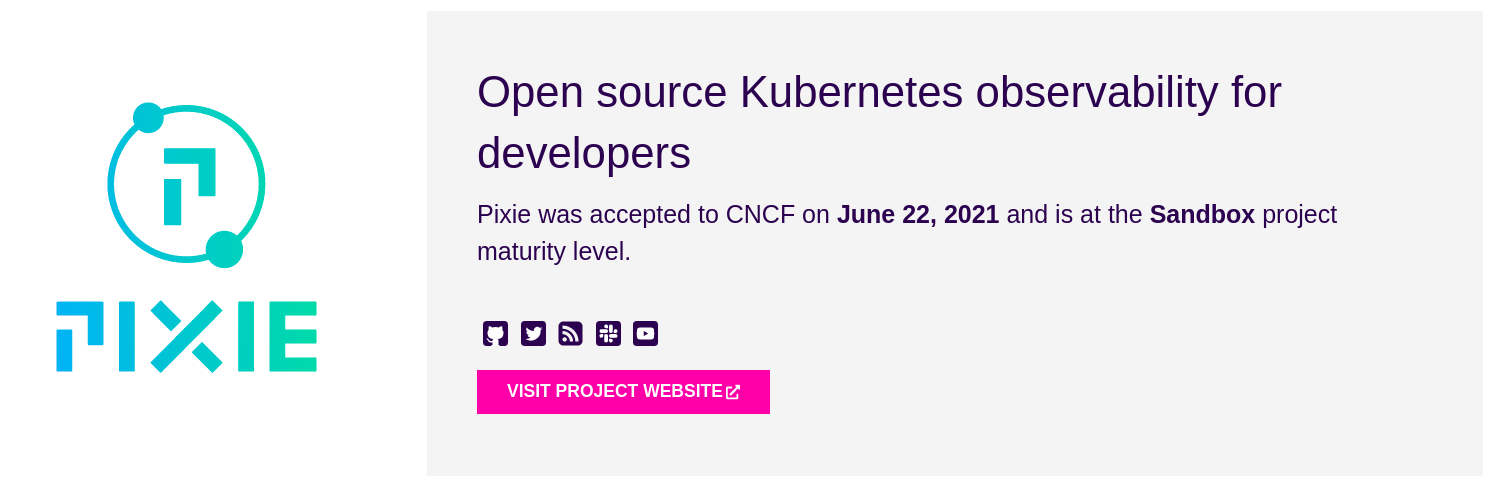 PIXIE
Open source Kubernetes observability for
developers
Pixie was accepted to CNCF on June 22, 2021 and is at the Sandbox project
maturity level.
VISIT PROJECT WEBSITE